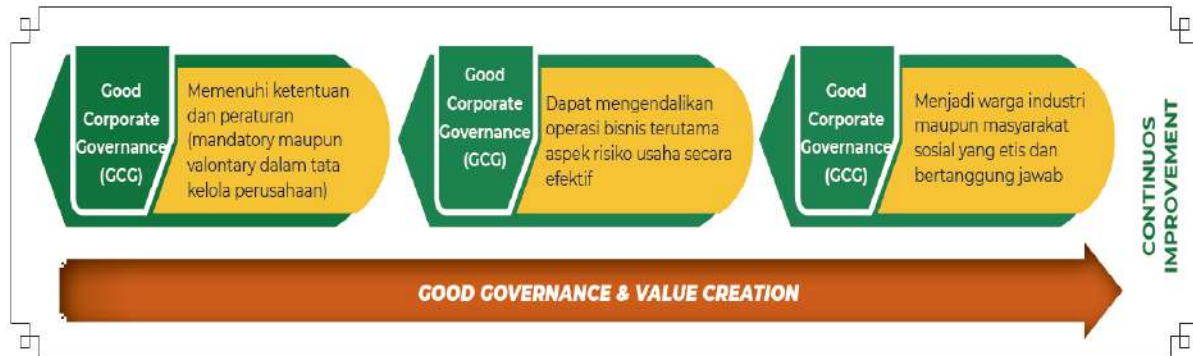 Good
Corporate
Governance
(GCG)
Memenuhi ketentuan
dan peraturan
(mandatory maupun
valontary dalam tata
kelola perusahaan)
Good
Corporate
Governance
(GCG)
Dapat mengendalikan
operasi bisnis terutama
aspek risiko usaha secara
efektif
Good
Corporate
Governance
(GCG)
Menjadi warga industri
maupun masyarakat
sosial yang etis dan
bertanggung jawab
CONTINUOS
IMPROVEMENT
GOOD GOVERNANCE & VALUE CREATION